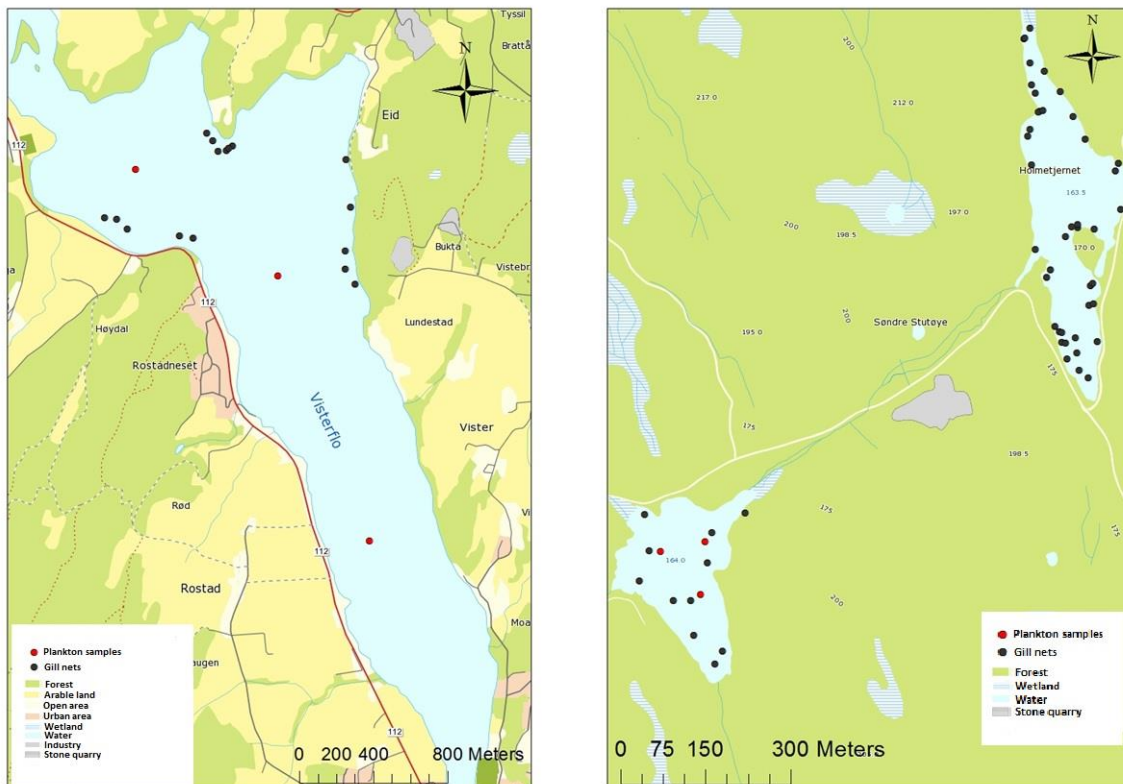 Tyssil
Brattå
N
Eid
112
Bukta
Vistebr
112
Lundestad
Høydal
Rostadneset
Visterflo
Vister
Rød
Vi
112
Rostad
Moa
augen
112
Plankton samples
Gill nets
Forest
Arable land
Open area
Urban area
Wetland
Water
Industry
Stone quarry
0 200 400 800 Meters
N
200
217 0
212 0
Holmetjernet
163 5
197 0
200
198 5
170 0
200
Søndre Stutøye
195 0
175
175
198 5
175
175
164 0
200
Plankton samples
Gill nets
Forest
Wetland
Water
Stone quarry
0 75 150 300 Meters